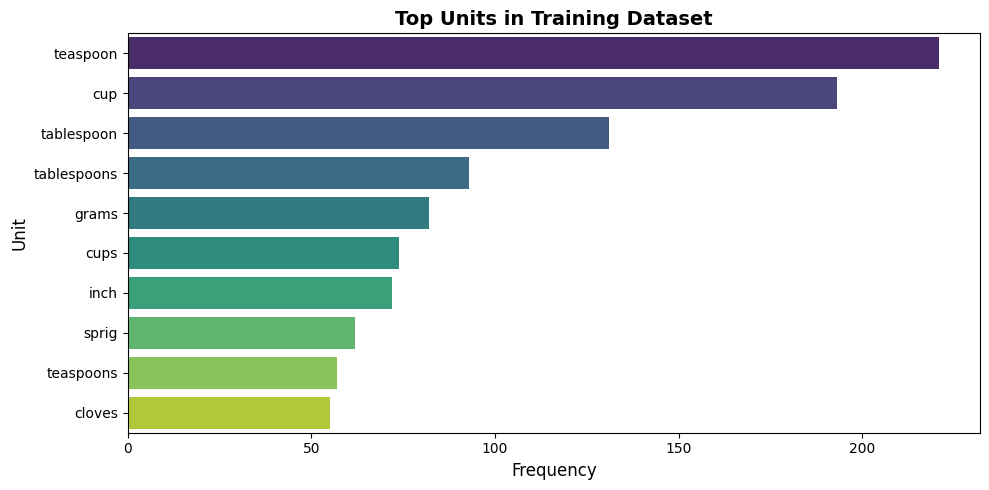 Top Units in Training Dataset
Unit
teaspoon
cup
tablespoon
tablespoons
grams
cups
inch
sprig
teaspoons
cloves
0 50 100 150 200
Frequency